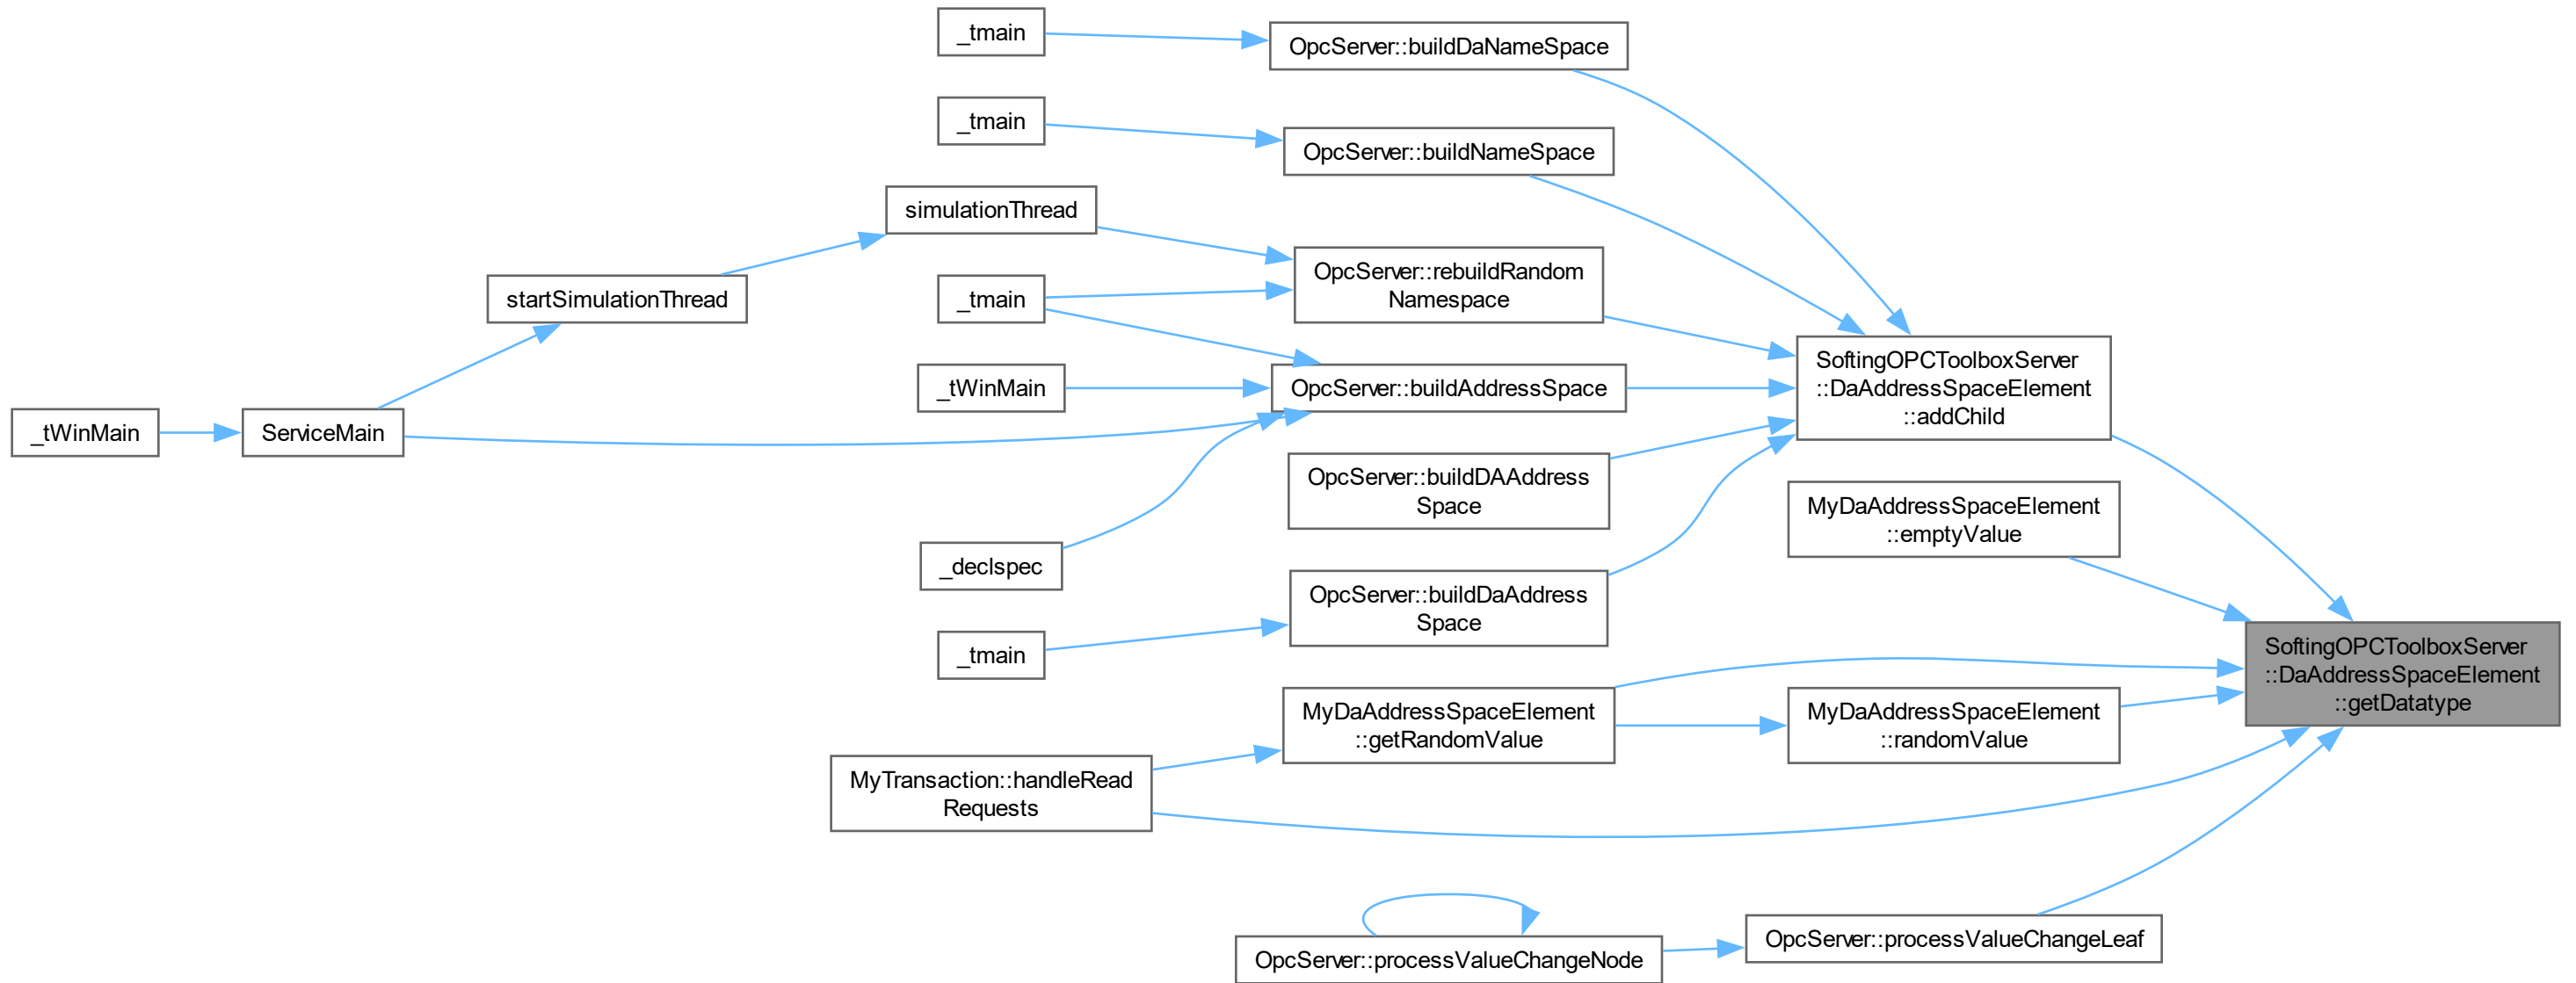 _tmain
OpcServer::buildDaNameSpace
_tmain
OpcServer::buildNameSpace
simulationThread
OpcServer::rebuildRandom
Namespace
startSimulationThread
_tmain
SoftingOPCToolboxServer
::DaAddressSpaceElement
::addChild
_tWinMain
OpcServer::buildAddressSpace
_tWinMain
ServiceMain
OpcServer::buildDAAddress
Space
MyDaAddressSpaceElement
::emptyValue
_declspec
OpcServer::buildDaAddress
Space
_tmain
SoftingOPCToolboxServer
::DaAddressSpaceElement
::getDatatype
MyDaAddressSpaceElement
::getRandomValue
MyDaAddressSpaceElement
::randomValue
MyTransaction::handleRead
Requests
OpcServer::processValueChangeLeaf
OpcServer::processValueChangeNode